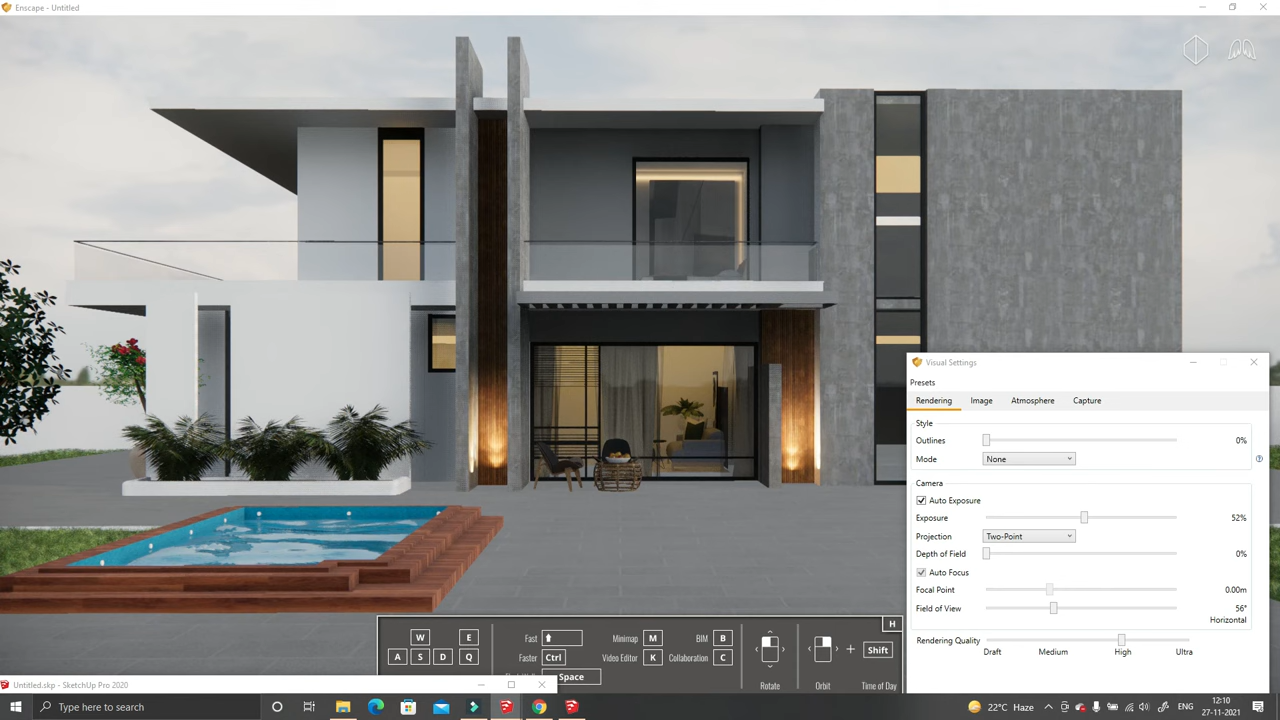 Enscape - Untitled
Visual Settings
Presets
Rendering Image Atmosphere Capture
Style
Outlines 0%
Mode None
Camera
Auto Exposure
Exposure 52%
Projection Two-Point
Depth of Field 0%
Auto Focus
Focal Point 0.00m
Field of View 56°
Horizontal
Rendering Quality
Draft Medium High Ultra
H
W E
A S D Q
Fast
Faster Ctrl
Space
Minimap M
Video Editor K
BIM B
Collaboration C
Rotate
Orbit
+ Shift
Time of Day
Untitled.skp - SketchUp Pro 2020
Type here to search
22°C Haze
ENG
12:10
27-11-2021